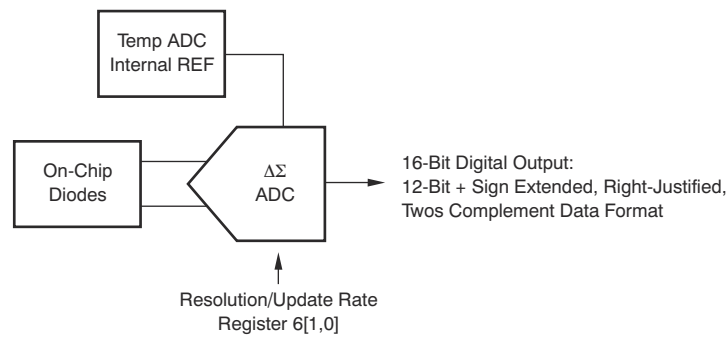 Temp ADC
Internal REF
On-Chip
Diodes
ΔΣ
ADC
16-Bit Digital Output:
12-Bit + Sign Extended, Right-Justified,
Twos Complement Data Format
Resolution/Update Rate
Register 6[1,0]